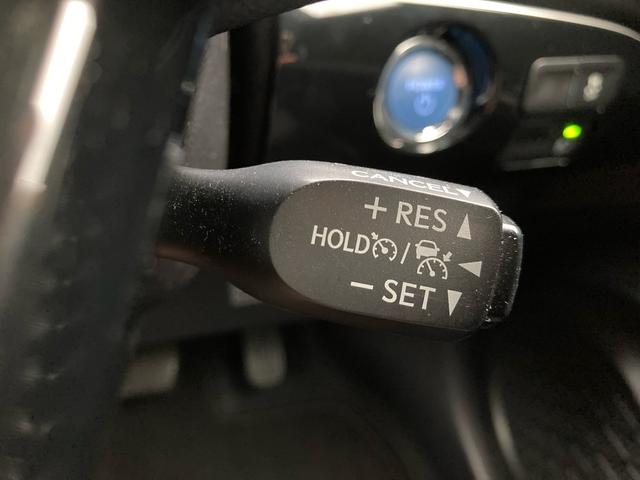 CANCEL
+ RES
HOLD /
− SET